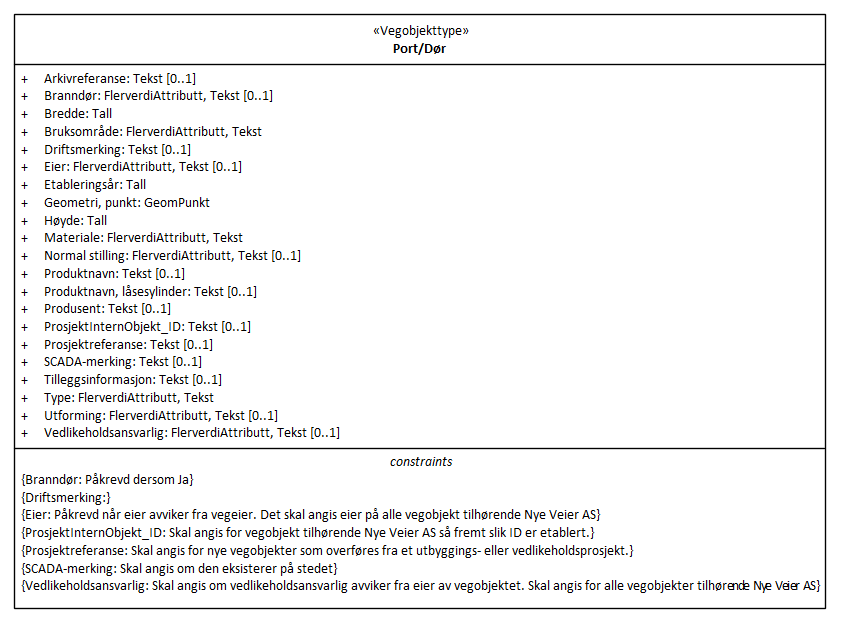 «Vegobjekttype»
Port/Dør
+ Arkivreferanse: Tekst [0..1]
+ Branndør: FlerverdiAttributt, Tekst [0..1]
+ Bredde: Tall
+ Bruksområde: FlerverdiAttributt, Tekst
+ Driftsmerking: Tekst [0..1]
+ Eier: FlerverdiAttributt, Tekst [0..1]
+ Etableringsår: Tall
+ Geometri, punkt: GeomPunkt
+ Høyde: Tall
+ Materiale: FlerverdiAttributt, Tekst
+ Normal stilling: FlerverdiAttributt, Tekst [0..1]
+ Produktnavn: Tekst [0..1]
+ Produktnavn, låsesylinder: Tekst [0..1]
+ Produsent: Tekst [0..1]
+ ProsjektInternObjekt_ID: Tekst [0..1]
+ Prosjektreferanse: Tekst [0..1]
+ SCADA-merking: Tekst [0..1]
+ Tilleggsinformasjon: Tekst [0..1]
+ Type: FlerverdiAttributt, Tekst
+ Utforming: FlerverdiAttributt, Tekst [0..1]
+ Vedlikeholdsansvarlig: FlerverdiAttributt, Tekst [0..1]
constraints
{Branndør: Påkrevd dersom Ja}
{Driftsmerking:}
{Eier: Påkrevd når eier avviker fra vegeier. Det skal angis eier på alle vegobjekt tilhørende Nye Veier AS}
{ProsjektInternObjekt_ID: Skal angis for vegobjekt tilhørende Nye Veier AS så fremt slik ID er etablert.}
{Prosjektreferanse: Skal angis for nye vegobjekter som overføres fra et utbyggings- eller vedlikeholdsprosjekt.}
{SCADA-merking: Skal angis om den eksisterer på stedet}
{Vedlikeholdsansvarlig: Skal angis om vedlikeholdsansvarlig avviker fra eier av vegobjektet. Skal angis for alle vegobjekter tilhørende Nye Veier AS}